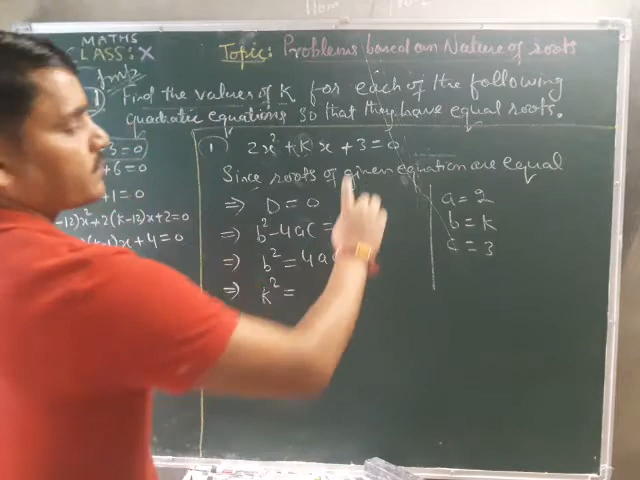 MATHS
CLASS: X
Topic: Problems based on Nature of roots
Imp
1) Find the values of K for each of the following
quadratic equations so that they have equal roots.
-3=0
+6=0
+1=0
-12)x²+2(K-12)x+2=0
-1)x+4=0
1) 2x²+Kx+3=0
Since roots of given equation are equal
⇒ D=0
⇒ b²-4ac=
⇒ b²=4a
⇒ K²=
a=2
b=K
c=3